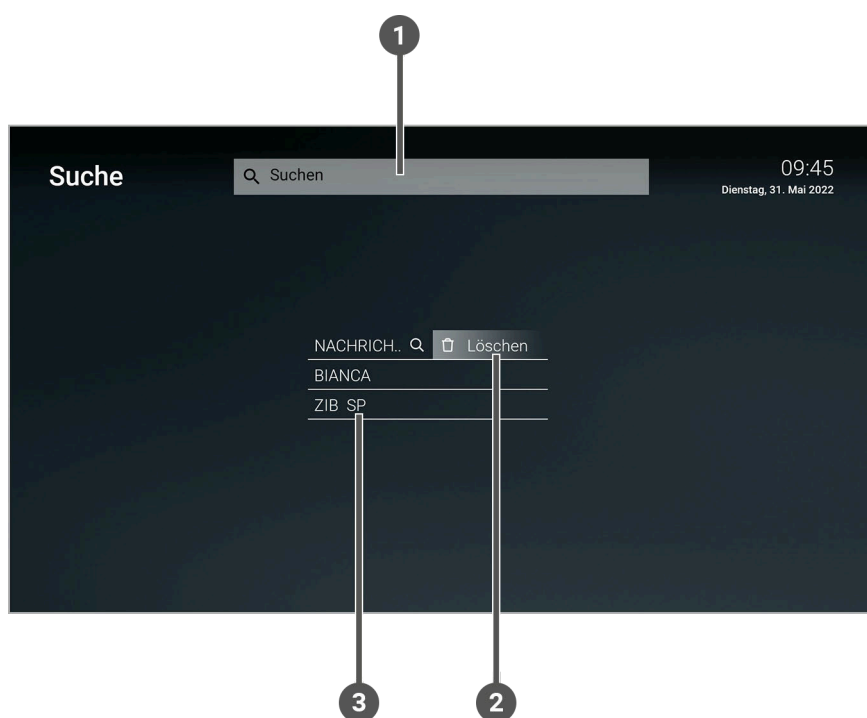 1
Suche
Suchen
09:45
Dienstag, 31. Mai 2022
NACHRICH.. Löschen
BIANCA
ZIB SP
3
2